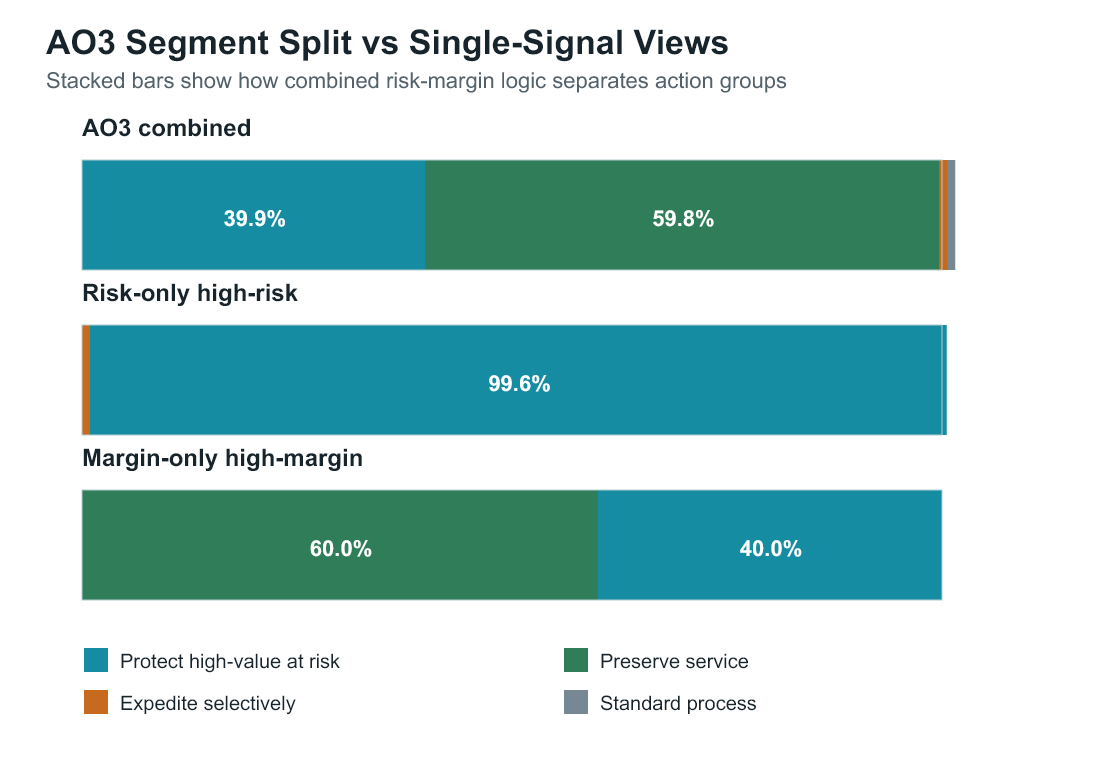 AO3 Segment Split vs Single-Signal Views
Stacked bars show how combined risk-margin logic separates action groups
AO3 combined
39.9% 59.8%
Risk-only high-risk
99.6%
Margin-only high-margin
60.0% 40.0%
Protect high-value at risk Preserve service
Expedite selectively Standard process